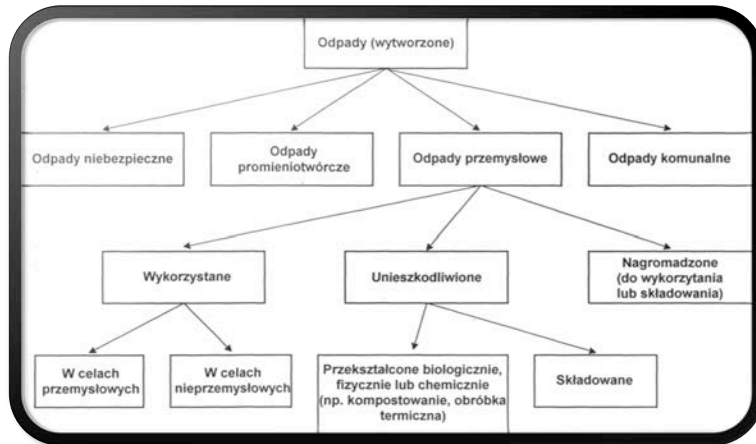 Odpady (wytworzone)
Odpady niebezpieczne
Odpady
promieniotwórcze
Odpady przemysłowe
Odpady komunalne
Wykorzystane
Unieszkodliwione
Nagromadzone
(do wykorzytania
lub składowania)
W celach
przemysłowych
W celach
nieprzemysłowych
Przekształcone biologicznie,
fizycznie lub chemicznie
(np. kompostowanie, obróbka
termiczna)
Składowane